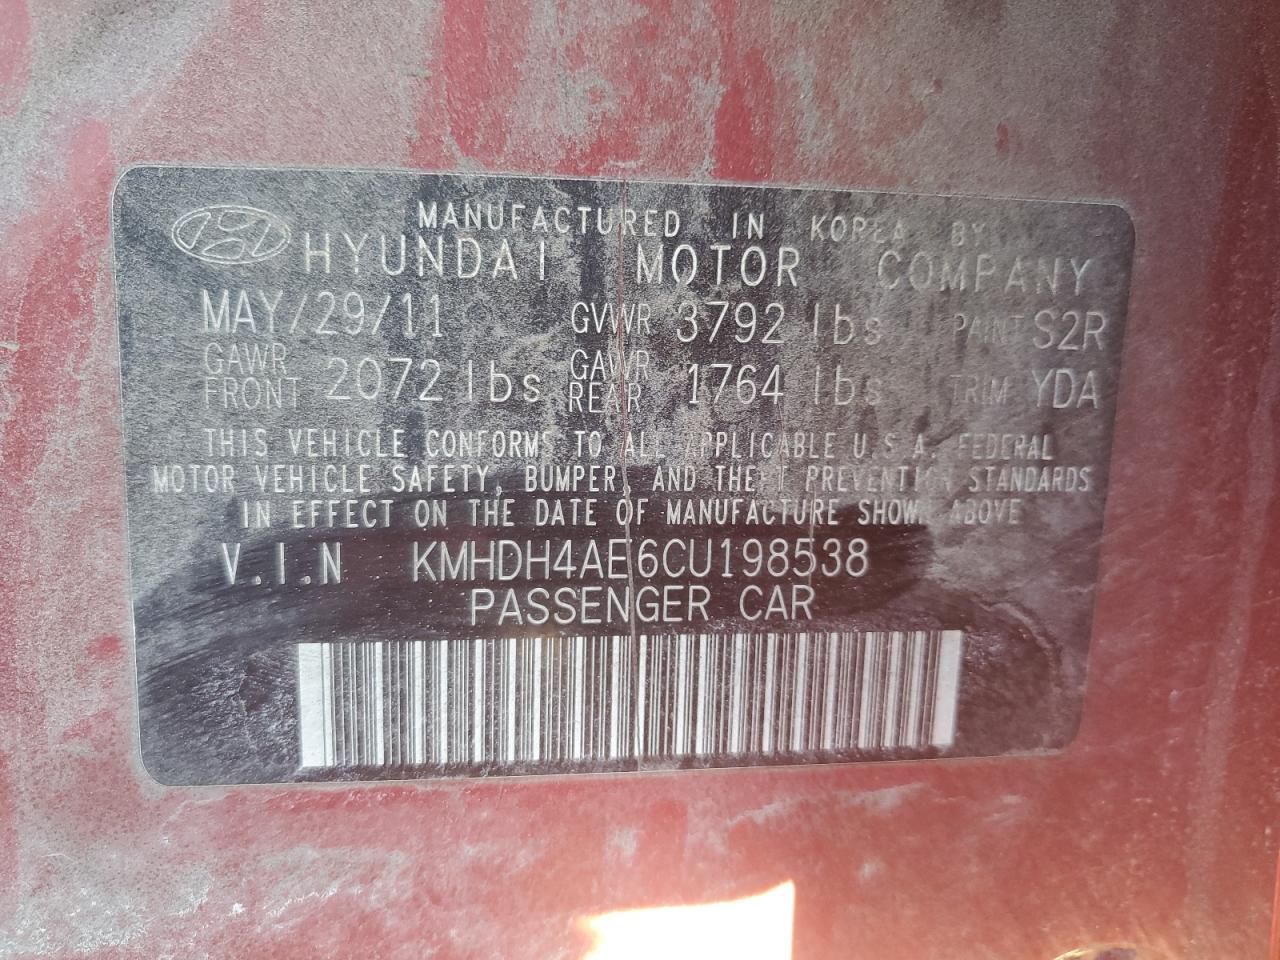 MANUFACTURED IN KOREA BY
HYUNDAI MOTOR COMPANY
MAY/29/11 GVWR 3792 lbs PAINT S2R
GAWR FRONT 2072 lbs GAWR REAR 1764 lbs TRIM YDA
THIS VEHICLE CONFORMS TO ALL APPLICABLE U.S.A. FEDERAL
MOTOR VEHICLE SAFETY, BUMPER, AND THEFT PREVENTION STANDARDS
IN EFFECT ON THE DATE OF MANUFACTURE SHOWN ABOVE
V.I.N KMHDH4AE6CU198538
PASSENGER CAR